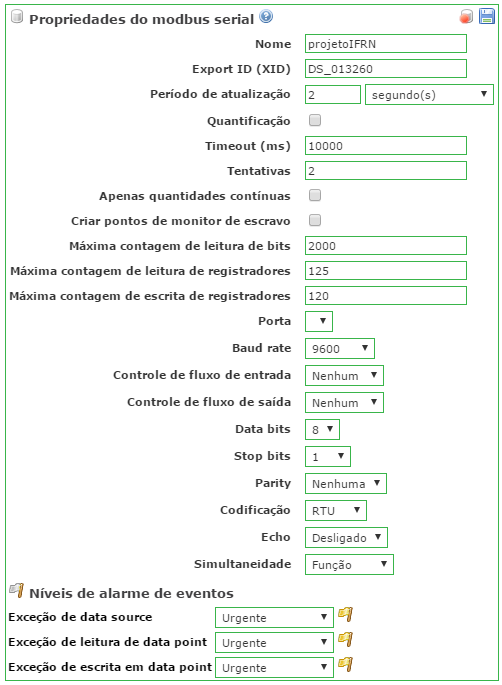 Propriedades do modbus serial
Nome projetoIFRN
Export ID (XID) DS_013260
Período de atualização 2 segundo(s)
Quantificação
Timeout (ms) 10000
Tentativas 2
Apenas quantidades contínuas
Criar pontos de monitor de escravo
Máxima contagem de leitura de bits 2000
Máxima contagem de leitura de registradores 125
Máxima contagem de escrita de registradores 120
Porta
Baud rate 9600
Controle de fluxo de entrada Nenhum
Controle de fluxo de saída Nenhum
Data bits 8
Stop bits 1
Parity Nenhuma
Codificação RTU
Echo Desligado
Simultaneidade Função
Níveis de alarme de eventos
Exceção de data source Urgente
Exceção de leitura de data point Urgente
Exceção de escrita em data point Urgente